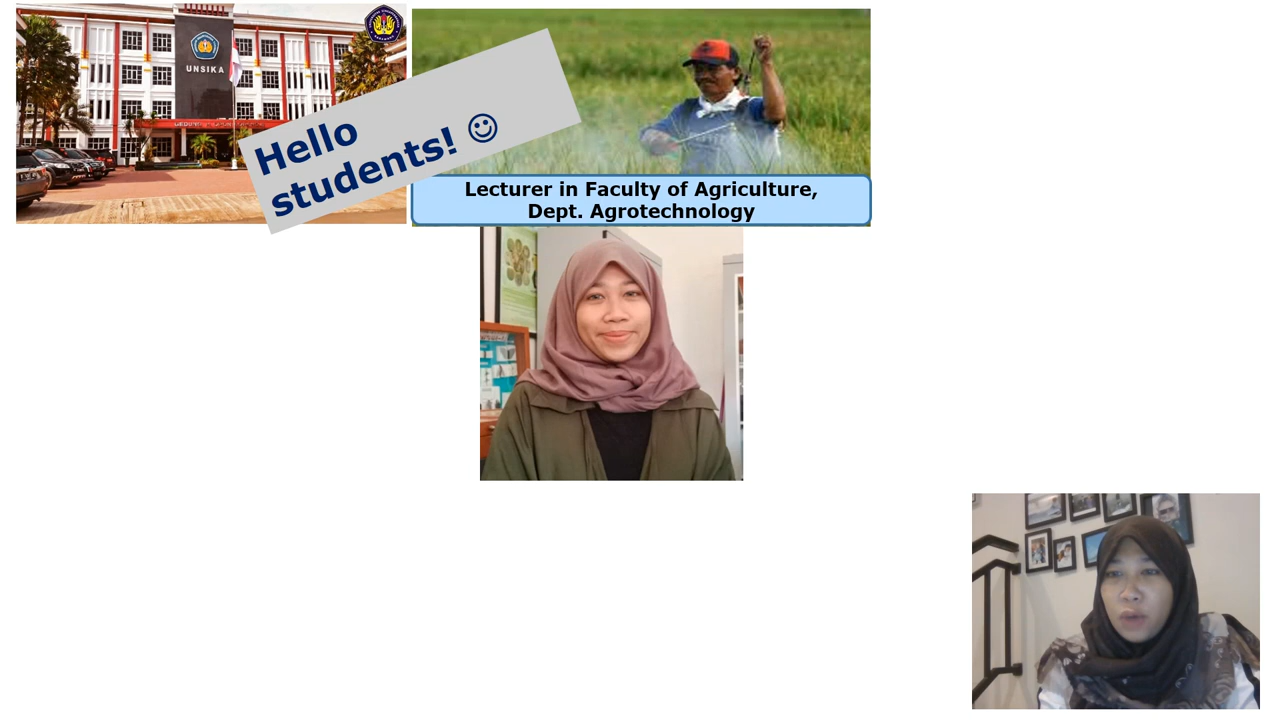 UNSIKA
Hello
students! ☺
Lecturer in Faculty of Agriculture,
Dept. Agrotechnology